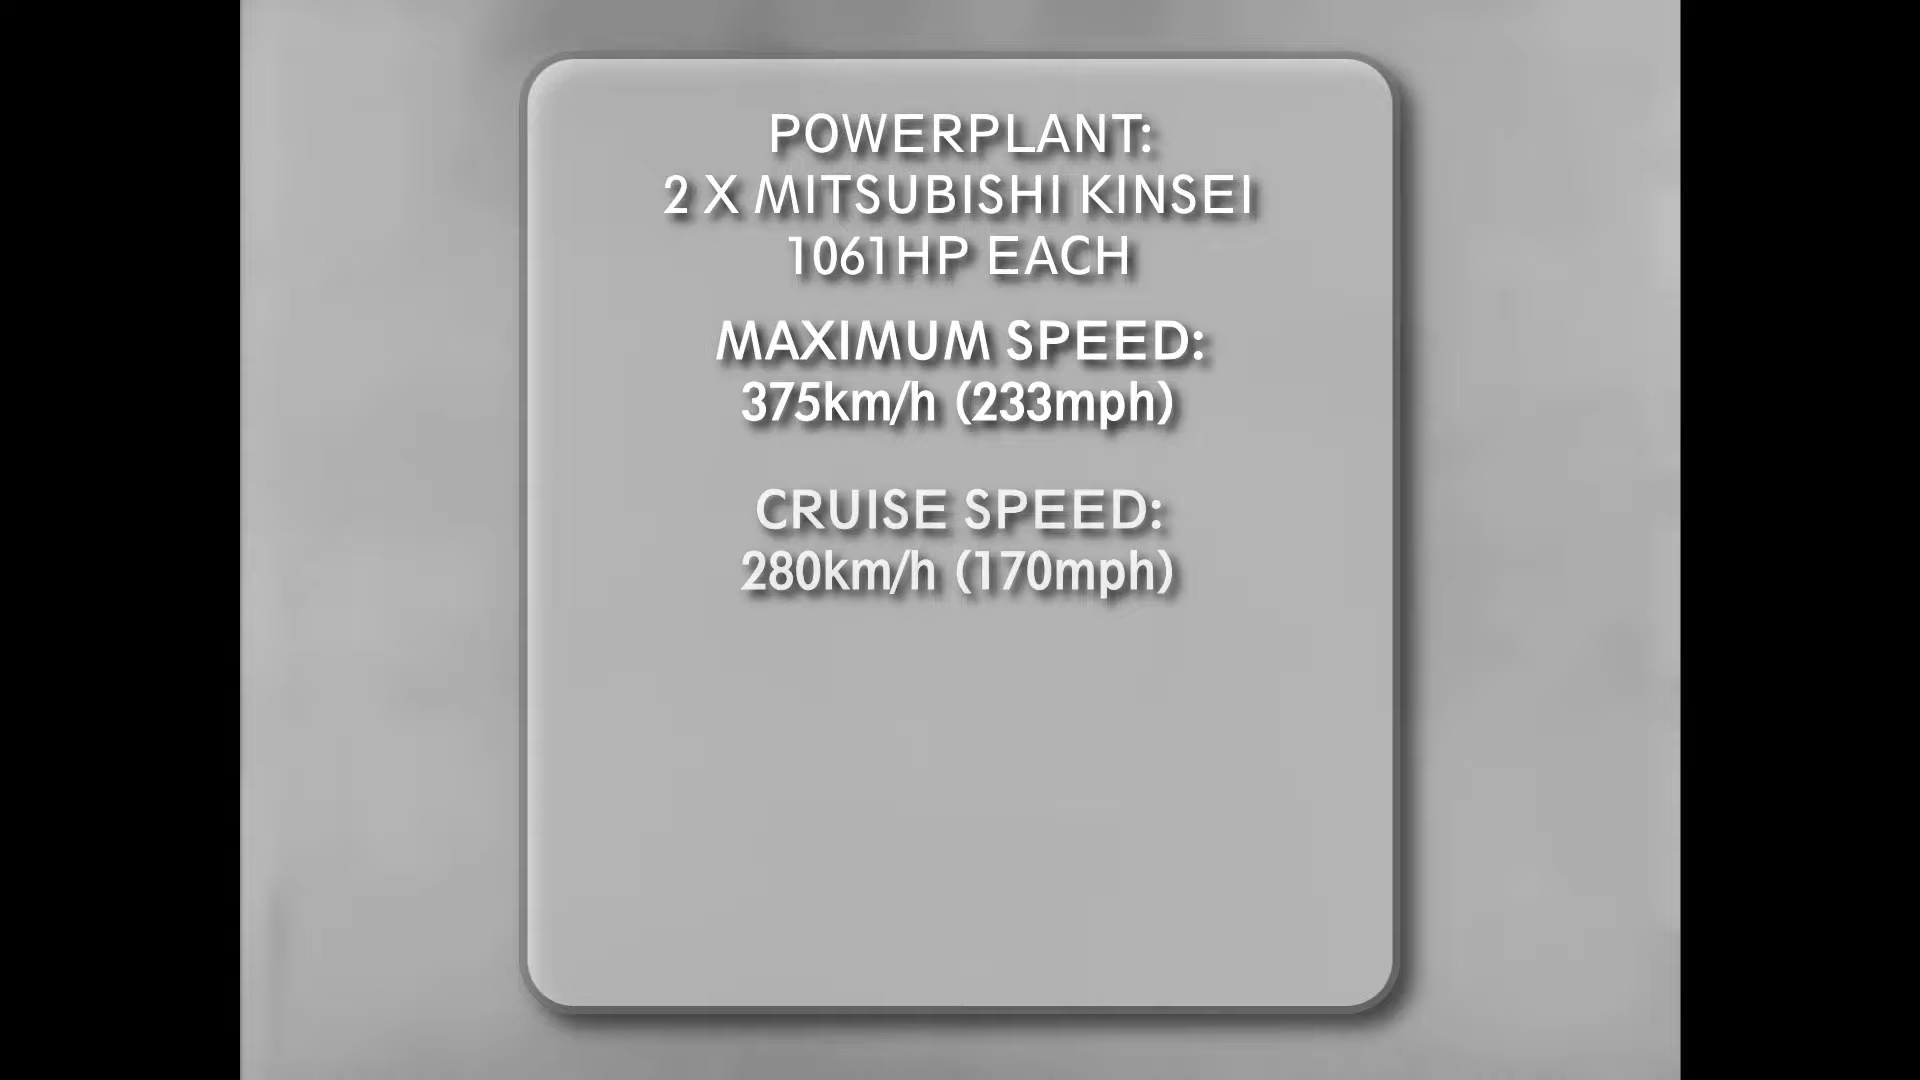 POWERPLANT:
2 X MITSUBISHI KINSEI
1061HP EACH
MAXIMUM SPEED:
375km/h (233mph)
CRUISE SPEED:
280km/h (170mph)